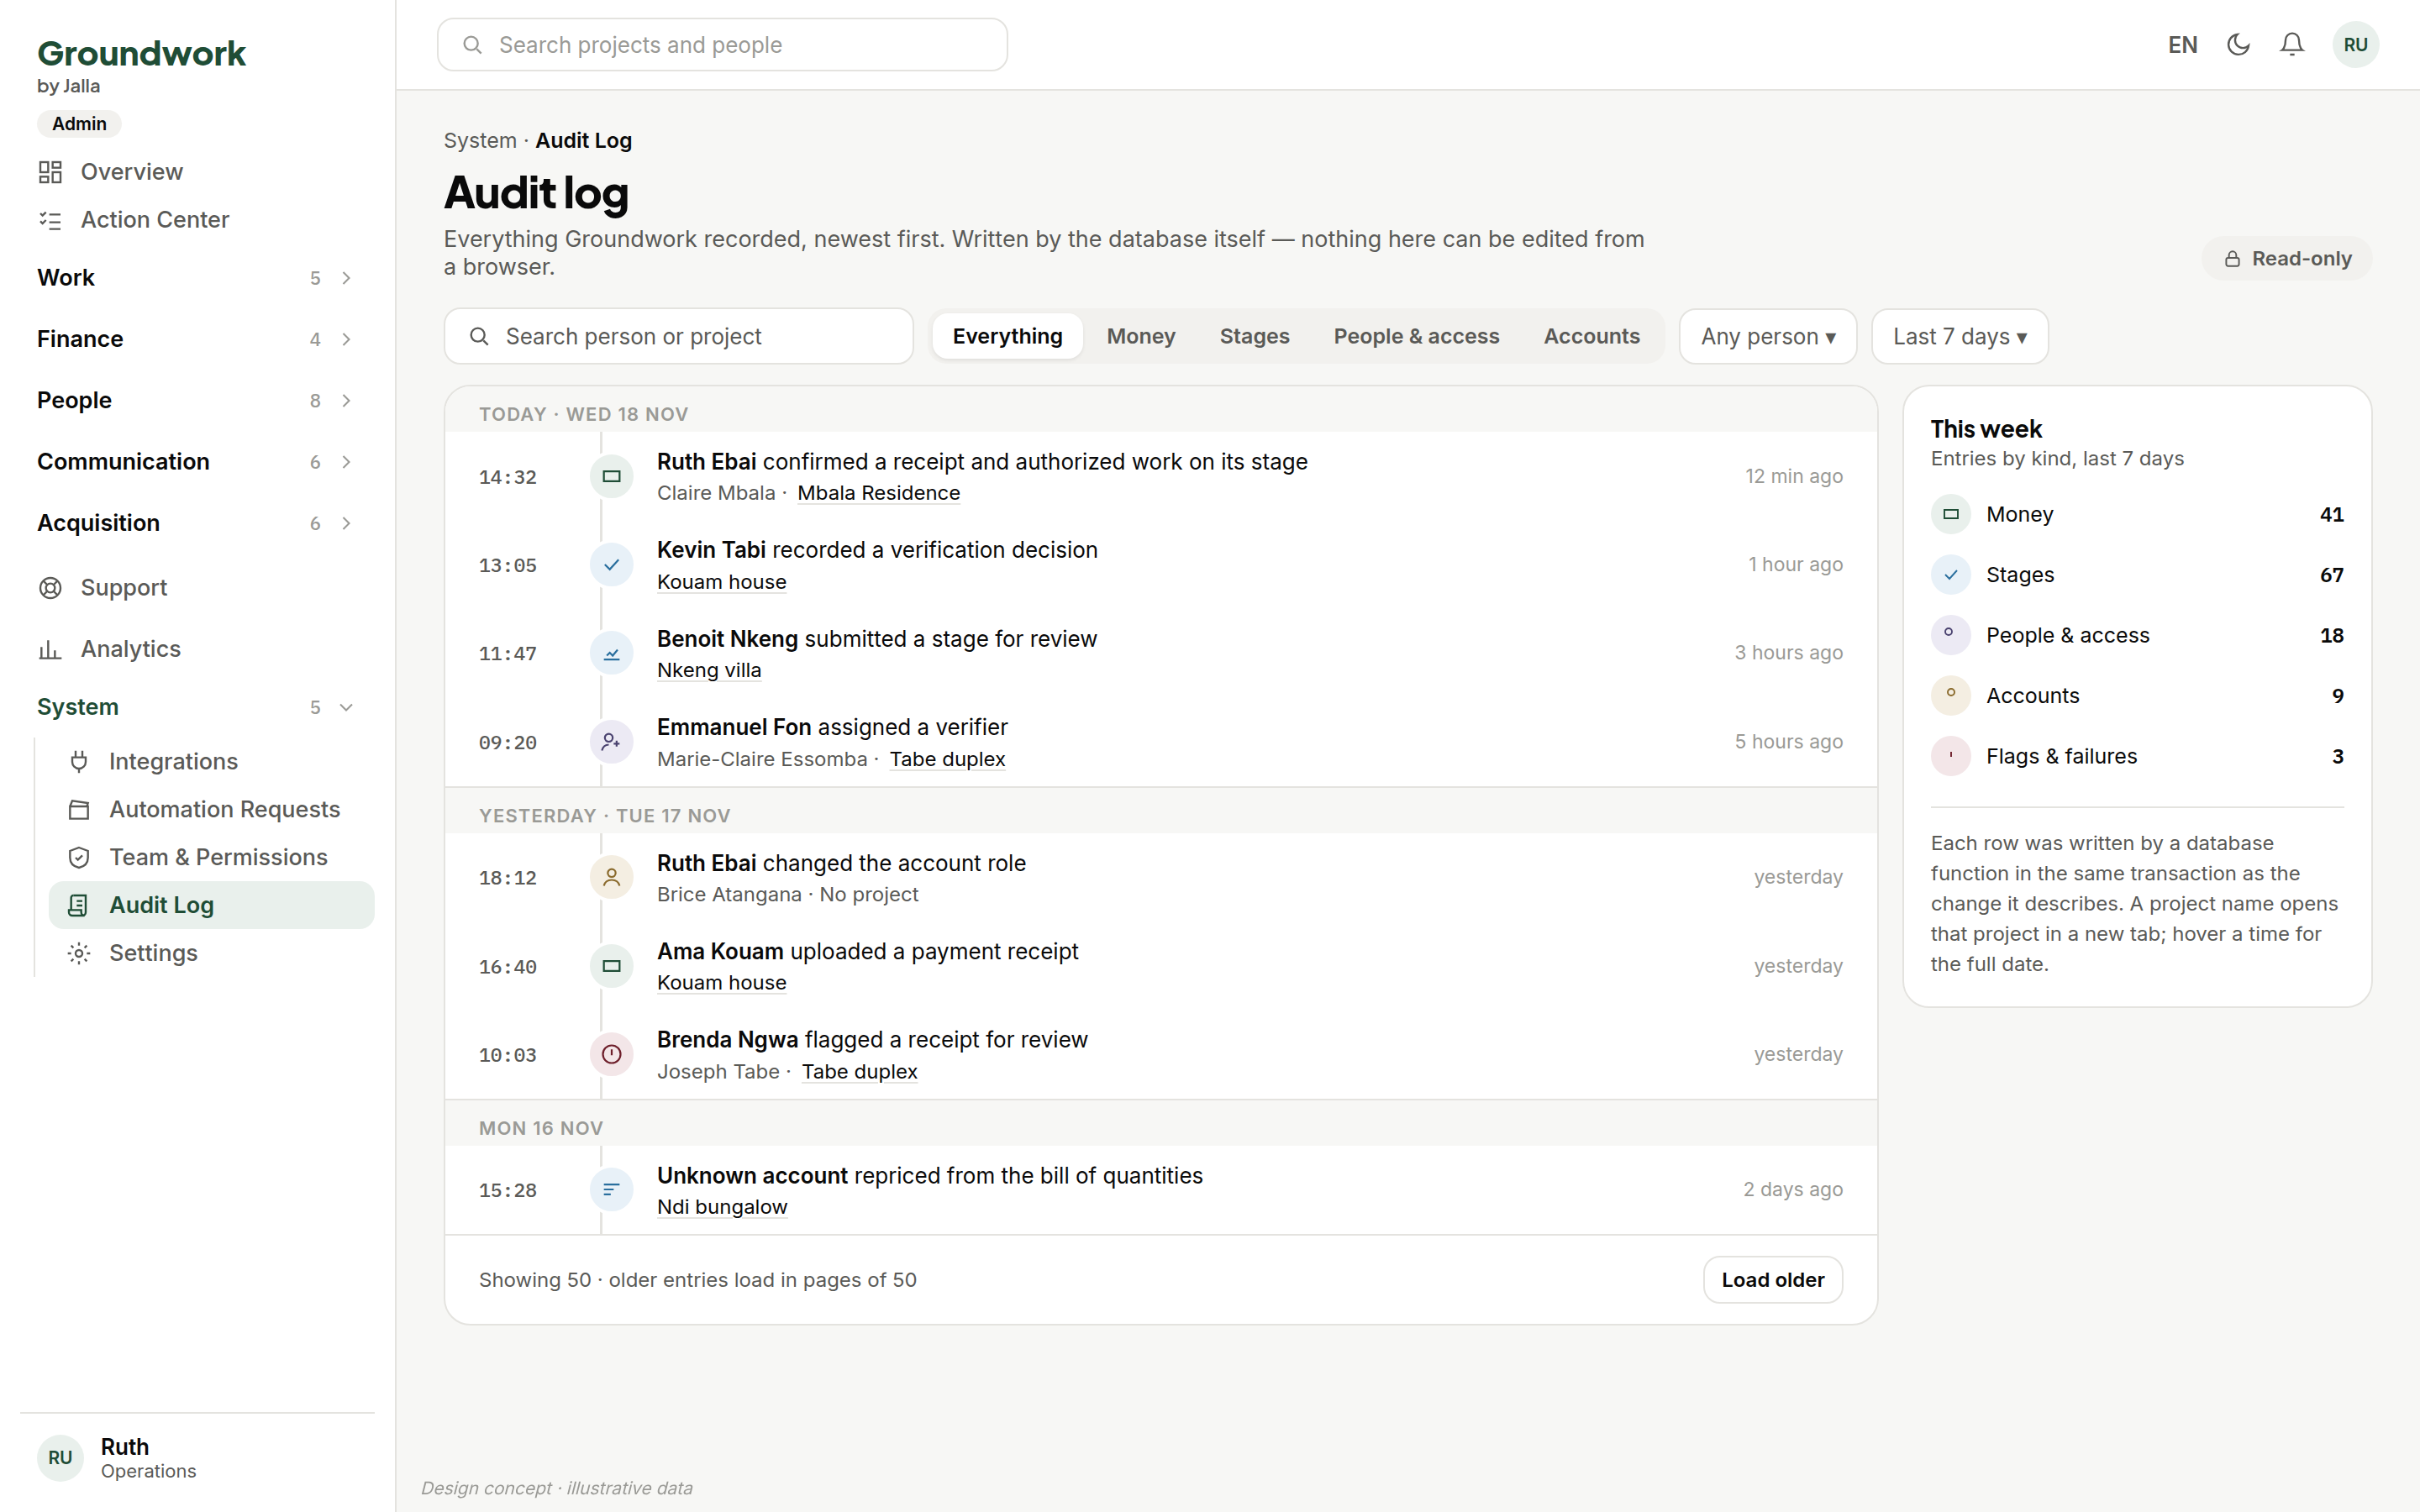 Groundwork
by Jalla
Admin
Overview
Action Center
Work 5
Finance 4
People 8
Communication 6
Acquisition 6
Support
Analytics
System 5
Integrations
Automation Requests
Team & Permissions
Audit Log
Settings
RU
Ruth
Operations
Search projects and people
EN
RU
System · Audit Log
Audit log
Everything Groundwork recorded, newest first. Written by the database itself — nothing here can be edited from
a browser.
Read-only
Search person or project
Everything Money Stages People & access Accounts
Any person ▾
Last 7 days ▾
TODAY · WED 18 NOV
14:32
Ruth Ebai confirmed a receipt and authorized work on its stage
Claire Mbala · Mbala Residence
12 min ago
13:05
Kevin Tabi recorded a verification decision
Kouam house
1 hour ago
11:47
Benoit Nkeng submitted a stage for review
Nkeng villa
3 hours ago
09:20
Emmanuel Fon assigned a verifier
Marie-Claire Essomba · Tabe duplex
5 hours ago
YESTERDAY · TUE 17 NOV
18:12
Ruth Ebai changed the account role
Brice Atangana · No project
yesterday
16:40
Ama Kouam uploaded a payment receipt
Kouam house
yesterday
10:03
Brenda Ngwa flagged a receipt for review
Joseph Tabe · Tabe duplex
yesterday
MON 16 NOV
15:28
Unknown account repriced from the bill of quantities
Ndi bungalow
2 days ago
Showing 50 · older entries load in pages of 50
Load older
This week
Entries by kind, last 7 days
Money 41
Stages 67
People & access 18
Accounts 9
Flags & failures 3
Each row was written by a database
function in the same transaction as the
change it describes. A project name opens
that project in a new tab; hover a time for
the full date.
Design concept · illustrative data